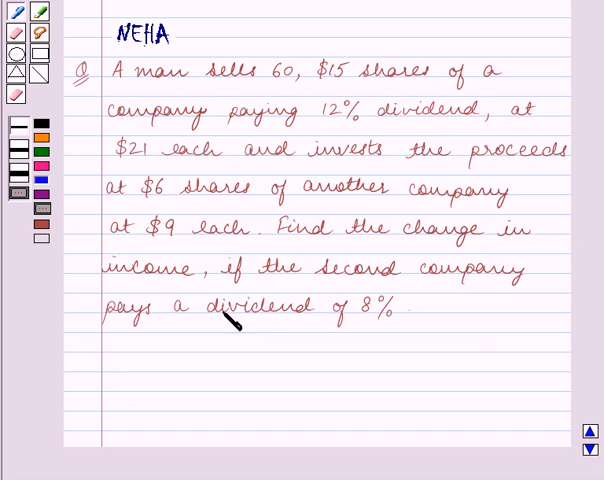 NEHA
Q A man sells 60, $15 shares of a
company paying 12% dividend, at
$21 each and invests the proceeds
at $6 shares of another company
at $9 each. Find the change in
income, if the second company
pays a dividend of 8%.